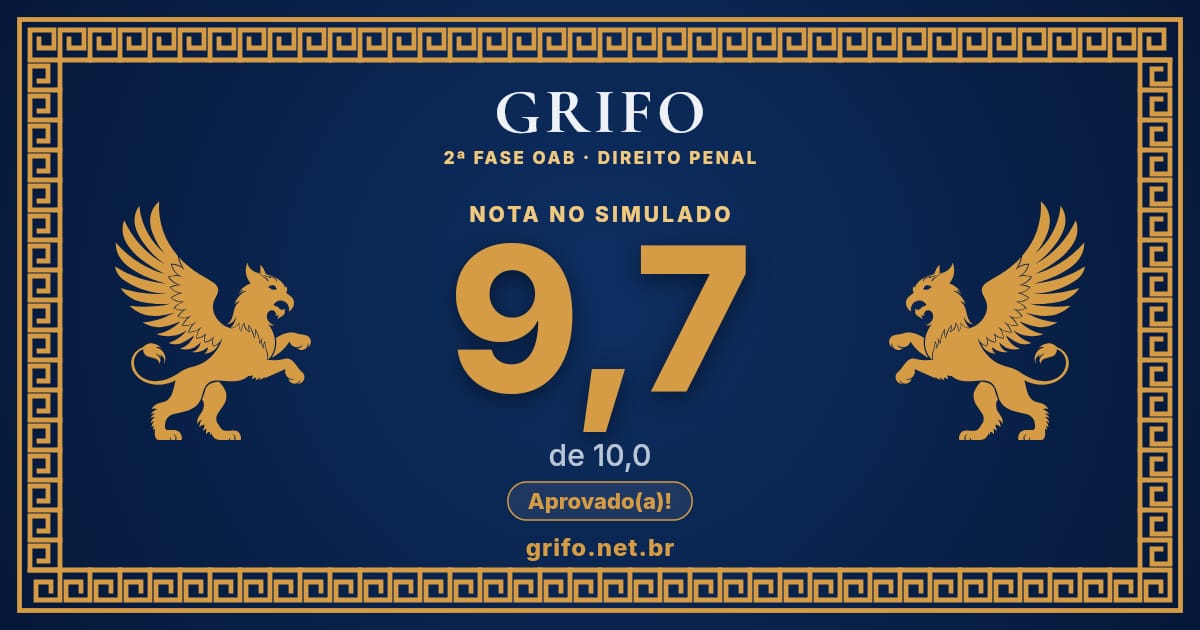 GRIFO
2ª FASE OAB · DIREITO PENAL
NOTA NO SIMULADO
9,7
de 10,0
Aprovado(a)!
grifo.net.br